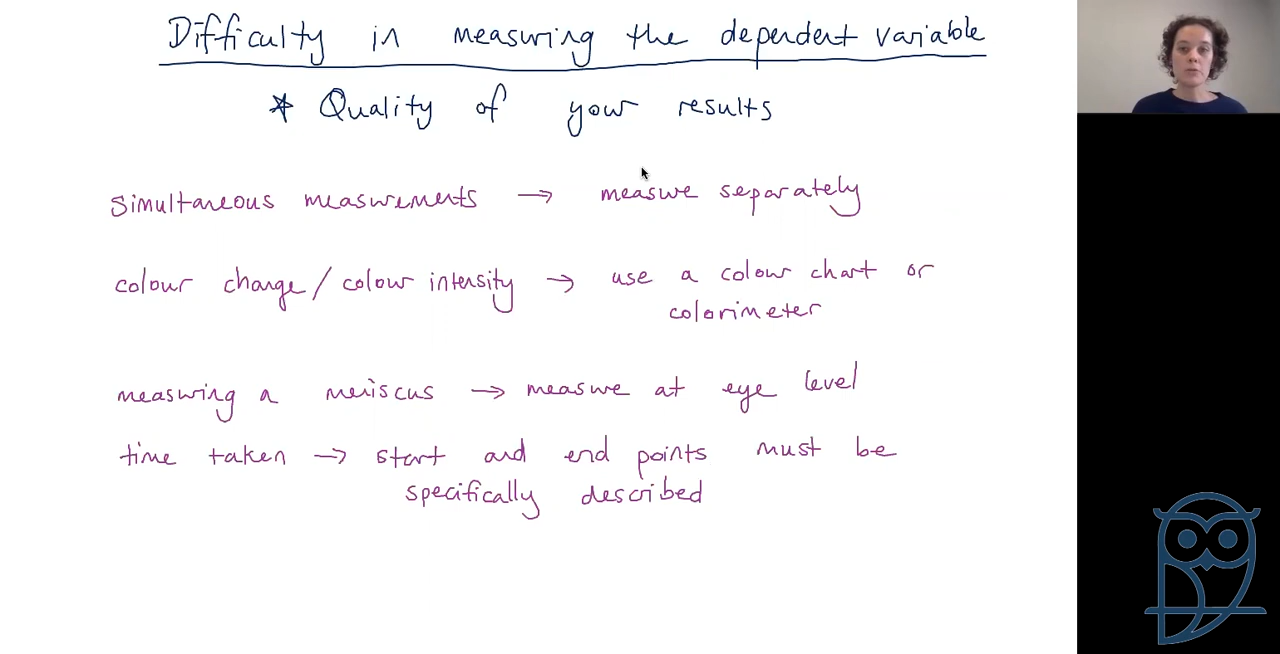 Difficulty in measuring the dependent variable
* Quality of your results
simultaneous measurements → measure separately
colour change / colour intensity → use a colour chart or
colorimeter
measuring a meniscus → measure at eye level
time taken → start and end points must be
specifically described